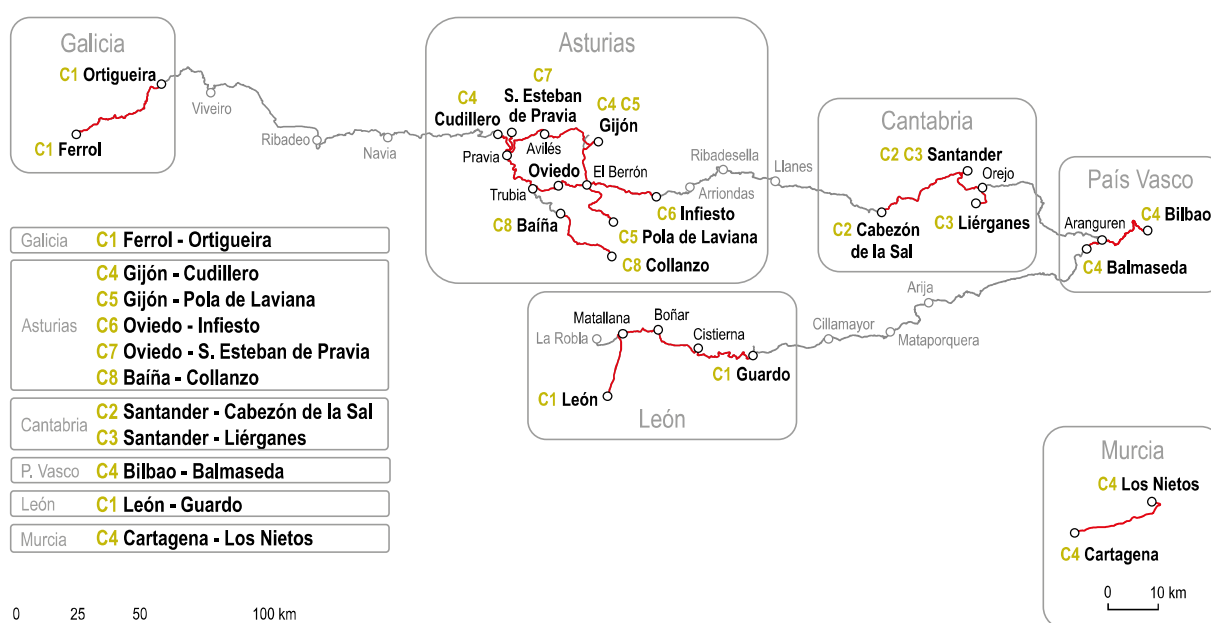 Galicia
C1 Ortigueira
C1 Ferrol
Viveiro
Ribadeo
Navia
Asturias
C7
C4
S. Esteban
de Pravia
C4 C5
Cudillero
Gijón
Avilés
Pravia
Oviedo
El Berrón
Trubia
C8 Baíña
C6 Infiesto
C5 Pola de Laviana
C8 Collanzo
Ribadesella
Arriondas
Llanes
Cantabria
C2 C3 Santander
Orejo
C3 Liérganes
C2 Cabezón
de la Sal
País Vasco
C4 Bilbao
Aranguren
C4 Balmaseda
Arija
Cillamayor
Mataporquera
La Robla
Matallana
Boñar
Cistierna
C1 Guardo
C1 León
León
Galicia C1 Ferrol - Ortigueira
Asturias
C4 Gijón - Cudillero
C5 Gijón - Pola de Laviana
C6 Oviedo - Infiesto
C7 Oviedo - S. Esteban de Pravia
C8 Baíña - Collanzo
Cantabria
C2 Santander - Cabezón de la Sal
C3 Santander - Liérganes
P. Vasco C4 Bilbao - Balmaseda
León C1 León - Guardo
Murcia C4 Cartagena - Los Nietos
Murcia
C4 Los Nietos
C4 Cartagena
0 10 km
0 25 50 100 km